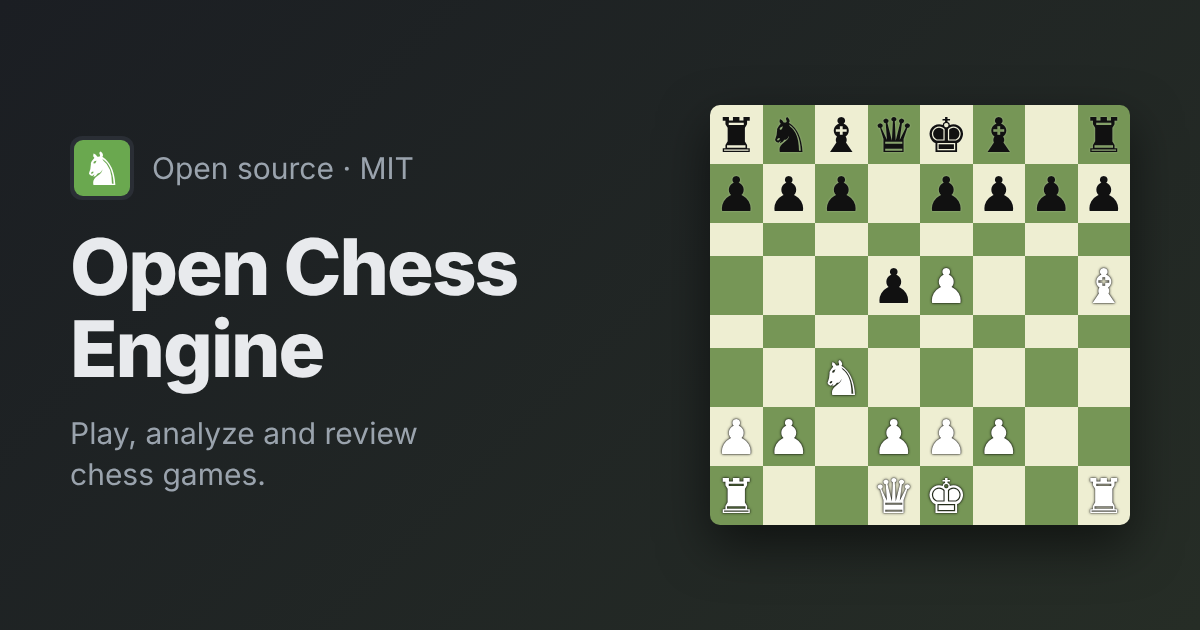 Open source · MIT
Open Chess
Engine
Play, analyze and review
chess games.